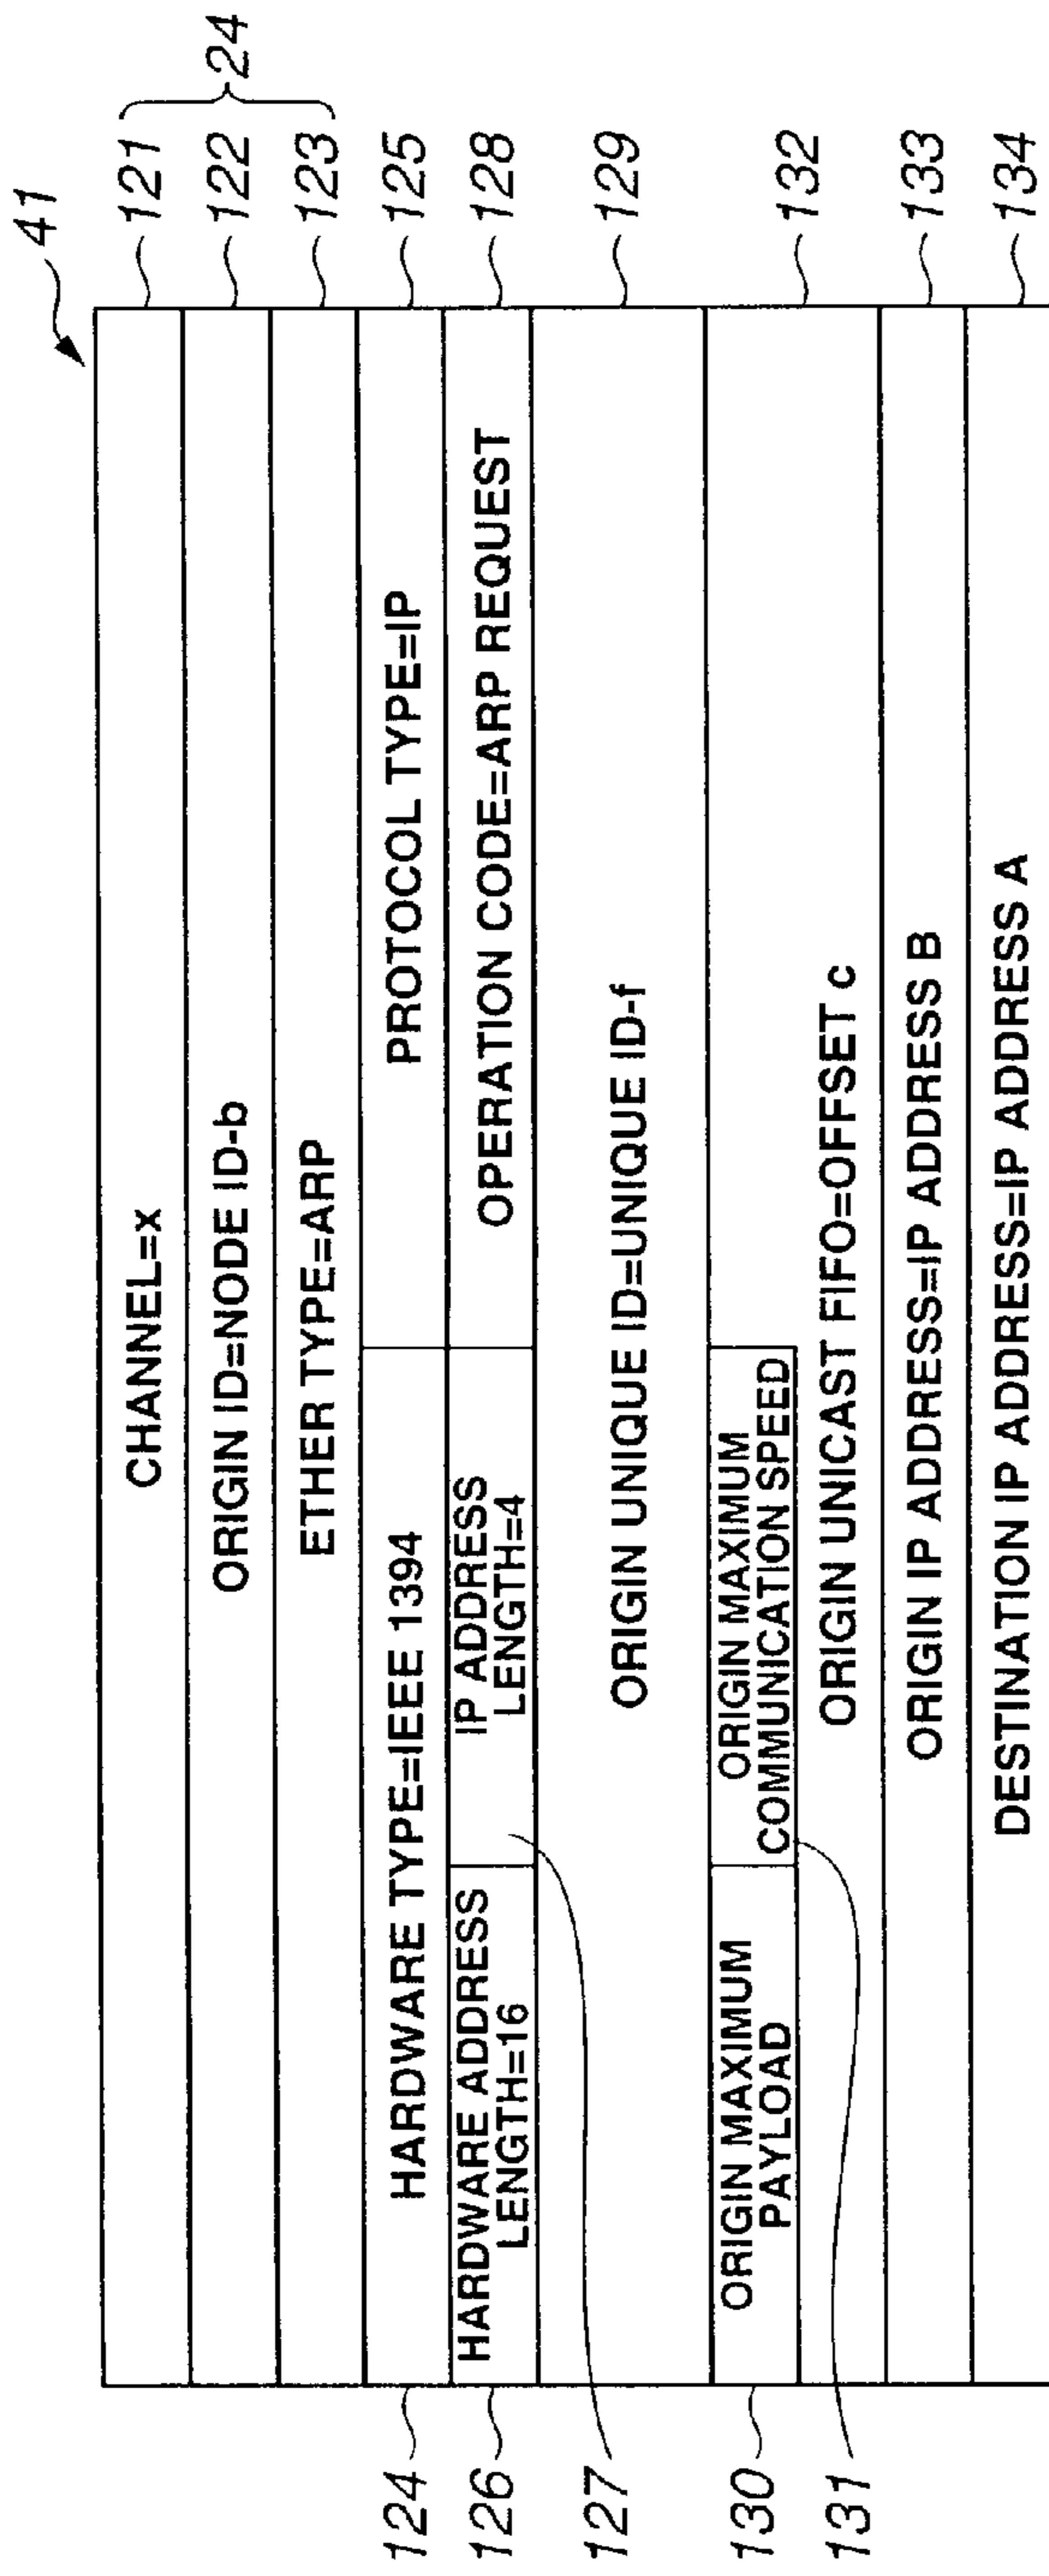 41
CHANNEL=x
121
ORIGIN ID=NODE ID-b
122
24
ETHER TYPE=ARP
123
124
HARDWARE TYPE=IEEE 1394
PROTOCOL TYPE=IP
125
126
HARDWARE ADDRESS
LENGTH=16
IP ADDRESS
LENGTH=4
OPERATION CODE=ARP REQUEST
128
127
ORIGIN UNIQUE ID=UNIQUE ID-f
129
130
ORIGIN MAXIMUM
PAYLOAD
ORIGIN MAXIMUM
COMMUNICATION SPEED
131
ORIGIN UNICAST FIFO=OFFSET c
132
ORIGIN IP ADDRESS=IP ADDRESS B
133
DESTINATION IP ADDRESS=IP ADDRESS A
134